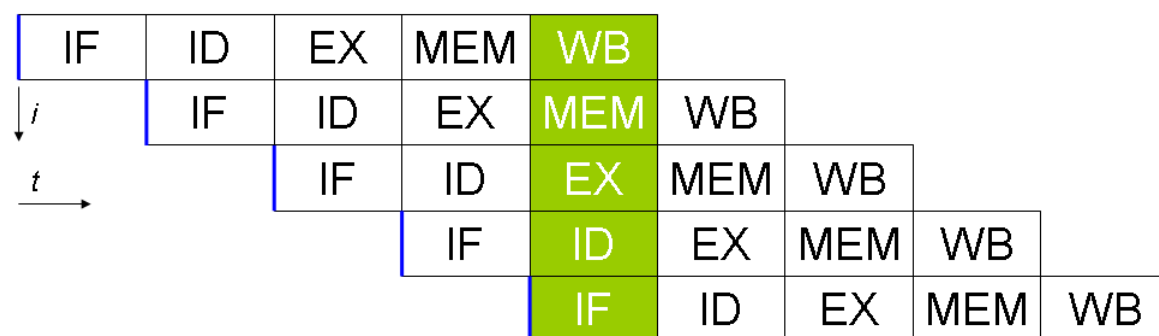 IF ID EX MEM WB
i IF ID EX MEM WB
t IF ID EX MEM WB
IF ID EX MEM WB
IF ID EX MEM WB